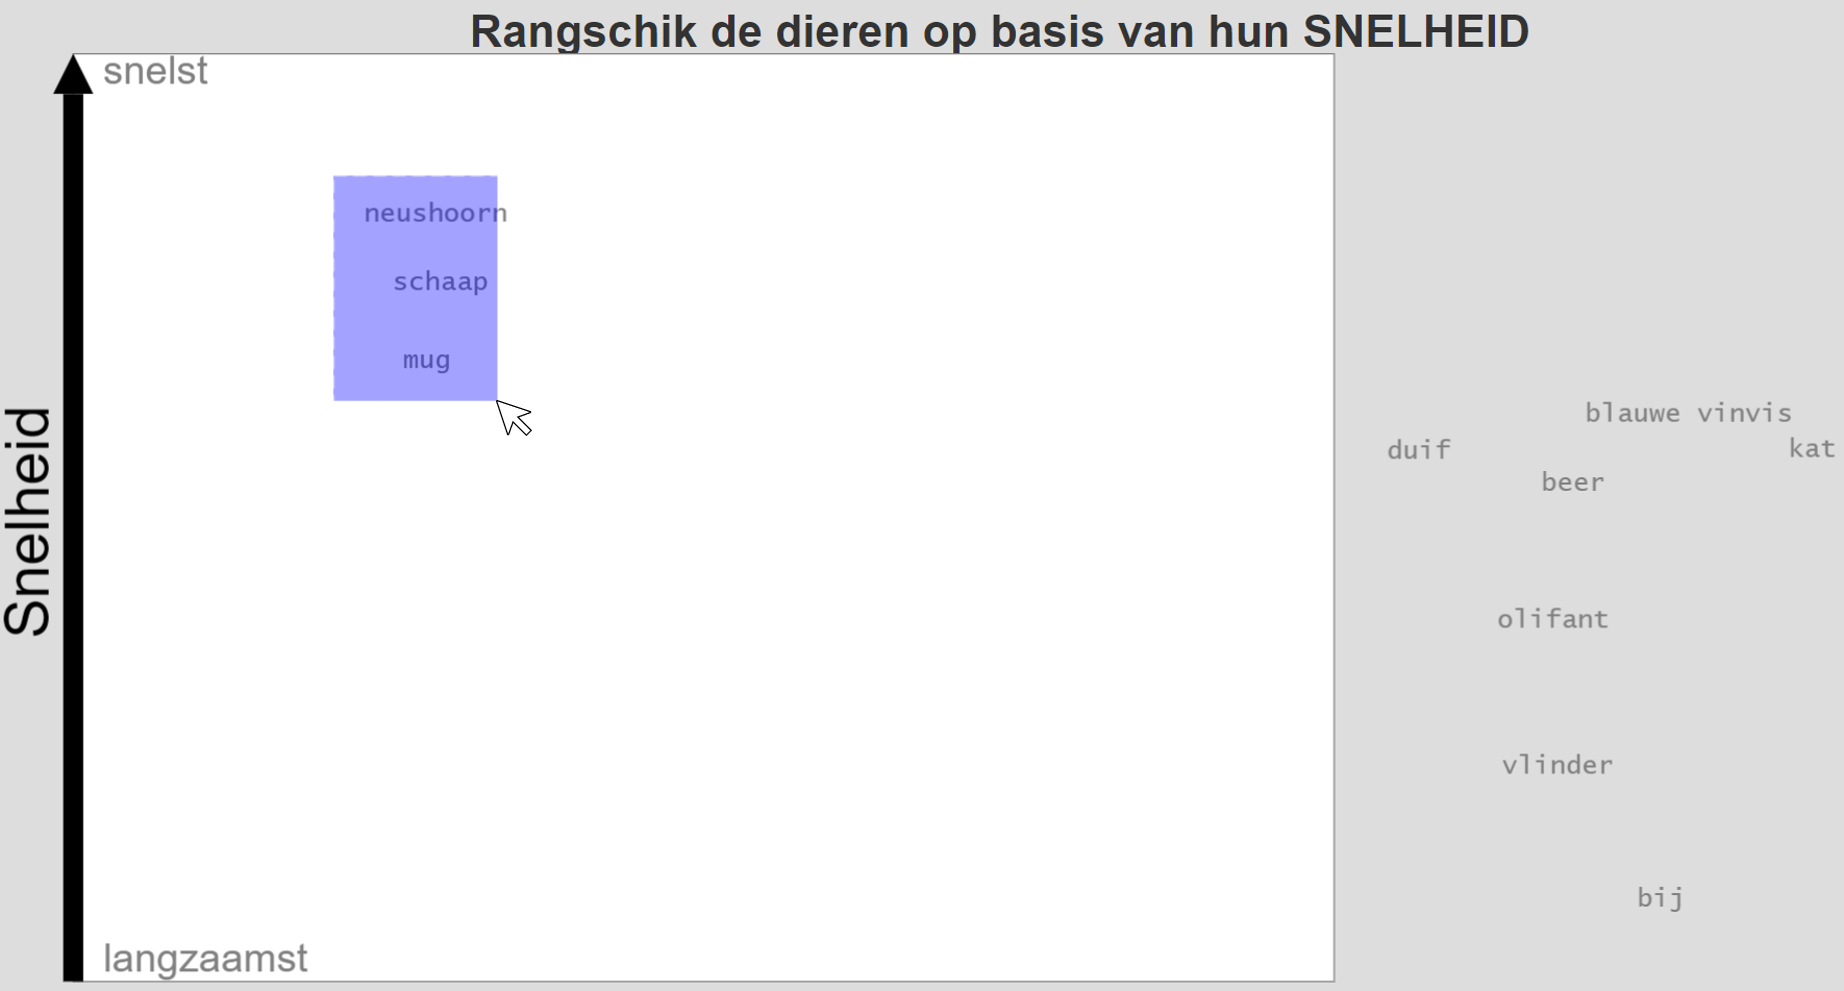 Rangschik de dieren op basis van hun SNELHEID
snelst
neushoorn
schaap
mug
Snelheid
langzaamst
blauwe vinvis
duif
kat
beer
olifant
vlinder
bij